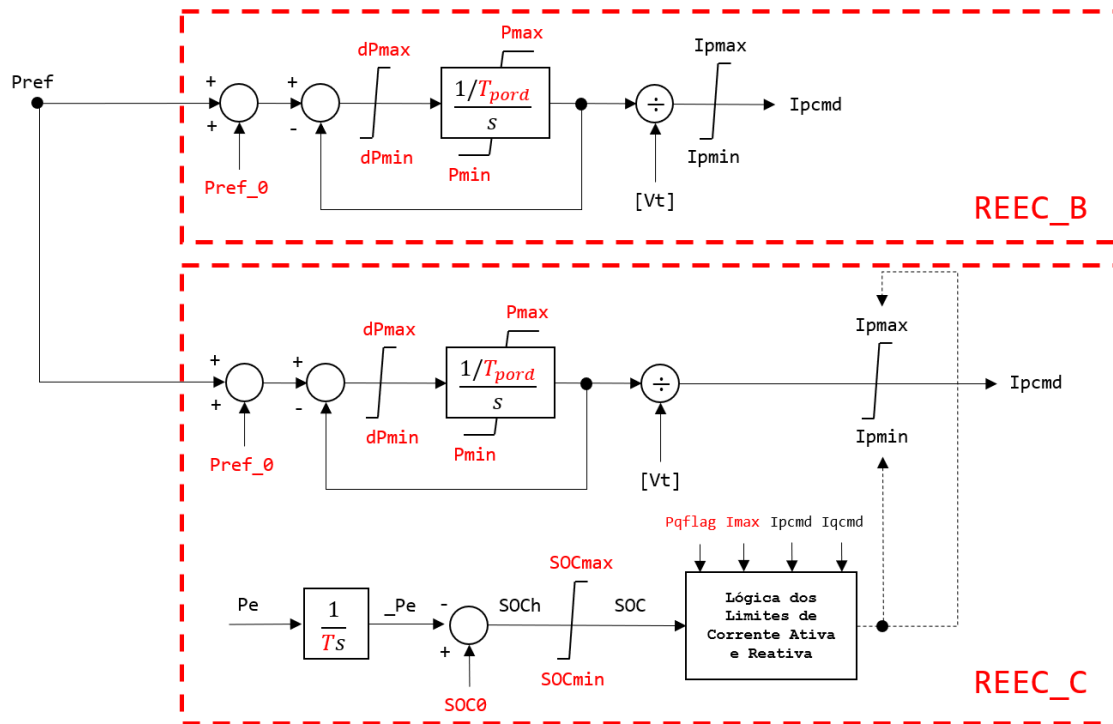 Pref
+
+
Pref_0
+
-
dPmax
dPmin
Pmax
1/T_pord
s
Pmin
÷
[Vt]
Ipmax
Ipmin
Ipcmd
REEC_B
+
+
Pref_0
+
-
dPmax
dPmin
Pmax
1/T_pord
s
Pmin
÷
[Vt]
Ipmax
Ipmin
Ipcmd
Pe
1
Ts
_Pe
-
+
SOC0
SOCh
SOCmax
SOCmin
SOC
Pqflag Imax Ipcmd Iqcmd
Lógica dos
Limites de
Corrente Ativa
e Reativa
REEC_C